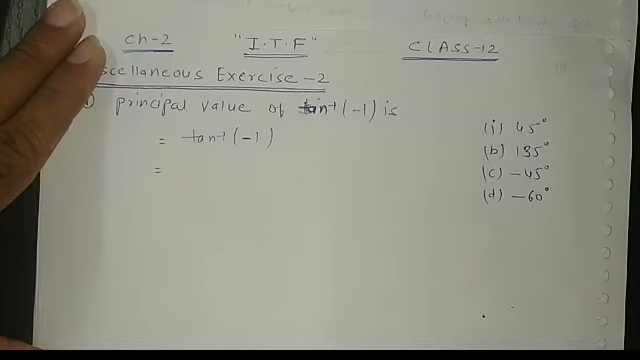 Ch-2 "I.T.F" CLASS-12
scellaneous Exercise-2
principal value of tan⁻¹(-1) is
= tan⁻¹(-1)
=
(i) 45°
(b) 135°
(c) -45°
(d) -60°